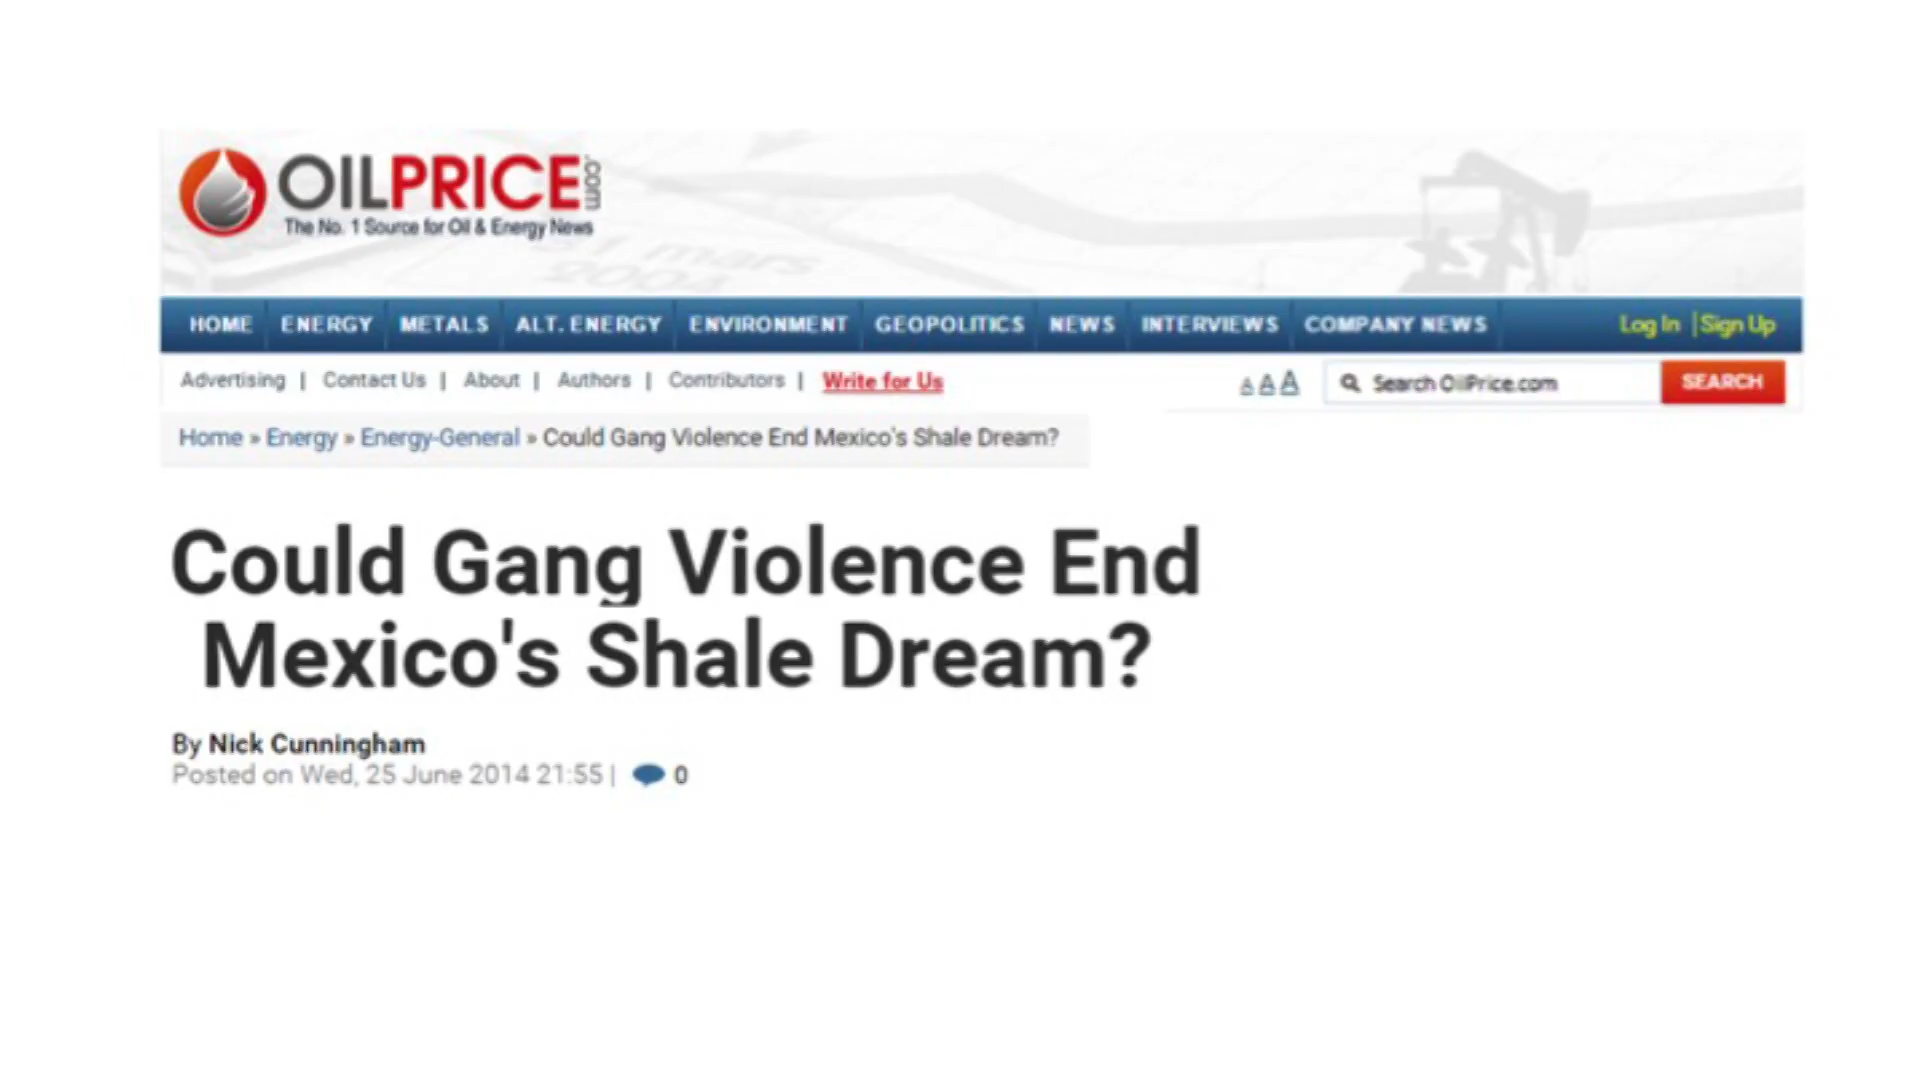 OILPRICE.com
The No. 1 Source for Oil & Energy News
1 mars
2004
HOME ENERGY METALS ALT. ENERGY ENVIRONMENT GEOPOLITICS NEWS INTERVIEWS COMPANY NEWS Log In | Sign Up
Advertising | Contact Us | About | Authors | Contributors | Write for Us A A A Search OilPrice.com SEARCH
Home » Energy » Energy-General » Could Gang Violence End Mexico's Shale Dream?
Could Gang Violence End
Mexico's Shale Dream?
By Nick Cunningham
Posted on Wed, 25 June 2014 21:55 | 0